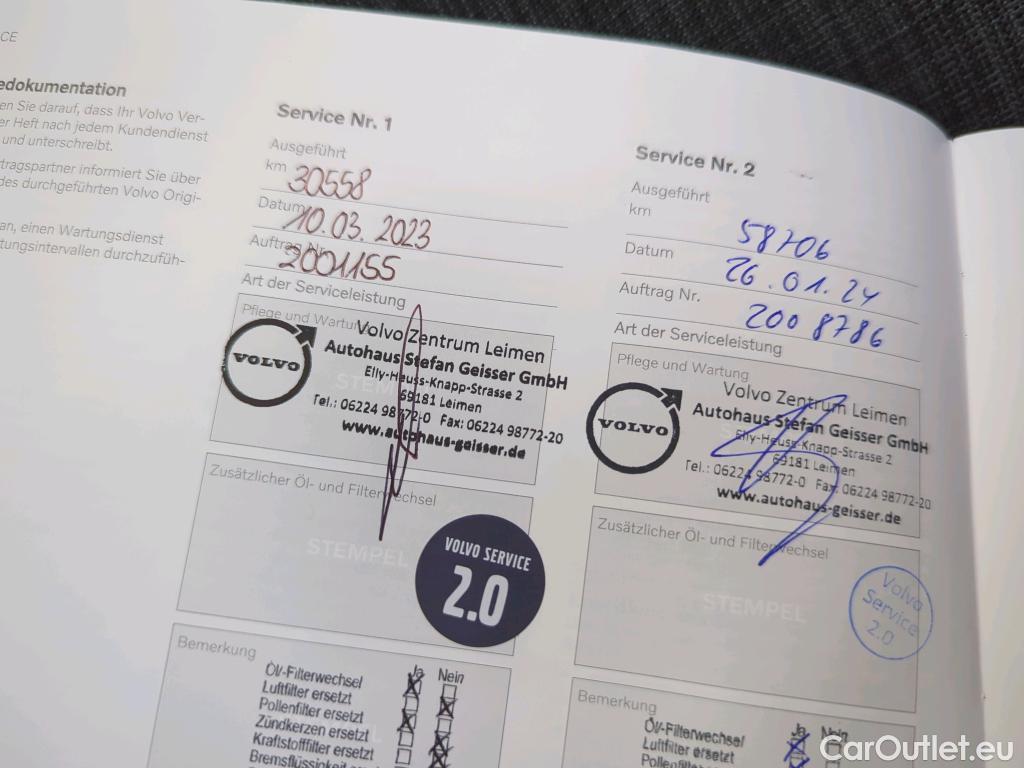 CE
edokumentation
en Sie darauf, dass Ihr Volvo Ver-
er Heft nach jedem Kundendienst
und unterschreibt.
tragspartner informiert Sie über
des durchgeführten Volvo Origi-
an, einen Wartungsdienst
tungsintervallen durchzufüh-
Service Nr. 1
Ausgeführt
km 30558
Datum 10.03.2023
Auftrag Nr. 2001155
Art der Serviceleistung
Pflege und Wartung
VOLVO
Volvo Zentrum Leimen
Autohaus Stefan Geisser GmbH
Elly-Heuss-Knapp-Strasse 2
69181 Leimen
Tel.: 06224 98772-0 Fax: 06224 98772-20
www.autohaus-geisser.de
Zusätzlicher Öl- und Filterwechsel
STEMPEL
VOLVO SERVICE
2.0
Bemerkung
Ja Nein
Öl/-Filterwechsel
Luftfilter ersetzt
Pollenfilter ersetzt
Zündkerzen ersetzt
Kraftstofffilter ersetzt
Bremsflüssigkeit
Service Nr. 2
Ausgeführt
km 58706
Datum 26.01.24
Auftrag Nr. 2008786
Art der Serviceleistung
Pflege und Wartung
VOLVO
Volvo Zentrum Leimen
Autohaus Stefan Geisser GmbH
Elly-Heuss-Knapp-Strasse 2
69181 Leimen
Tel.: 06224 98772-0 Fax: 06224 98772-20
www.autohaus-geisser.de
Zusätzlicher Öl- und Filterwechsel
STEMPEL
Volvo
Service
2.0
Bemerkung
Ja Nein
Öl/-Filterwechsel
Luftfilter ersetzt
Pollenfilter
CarOutlet.eu